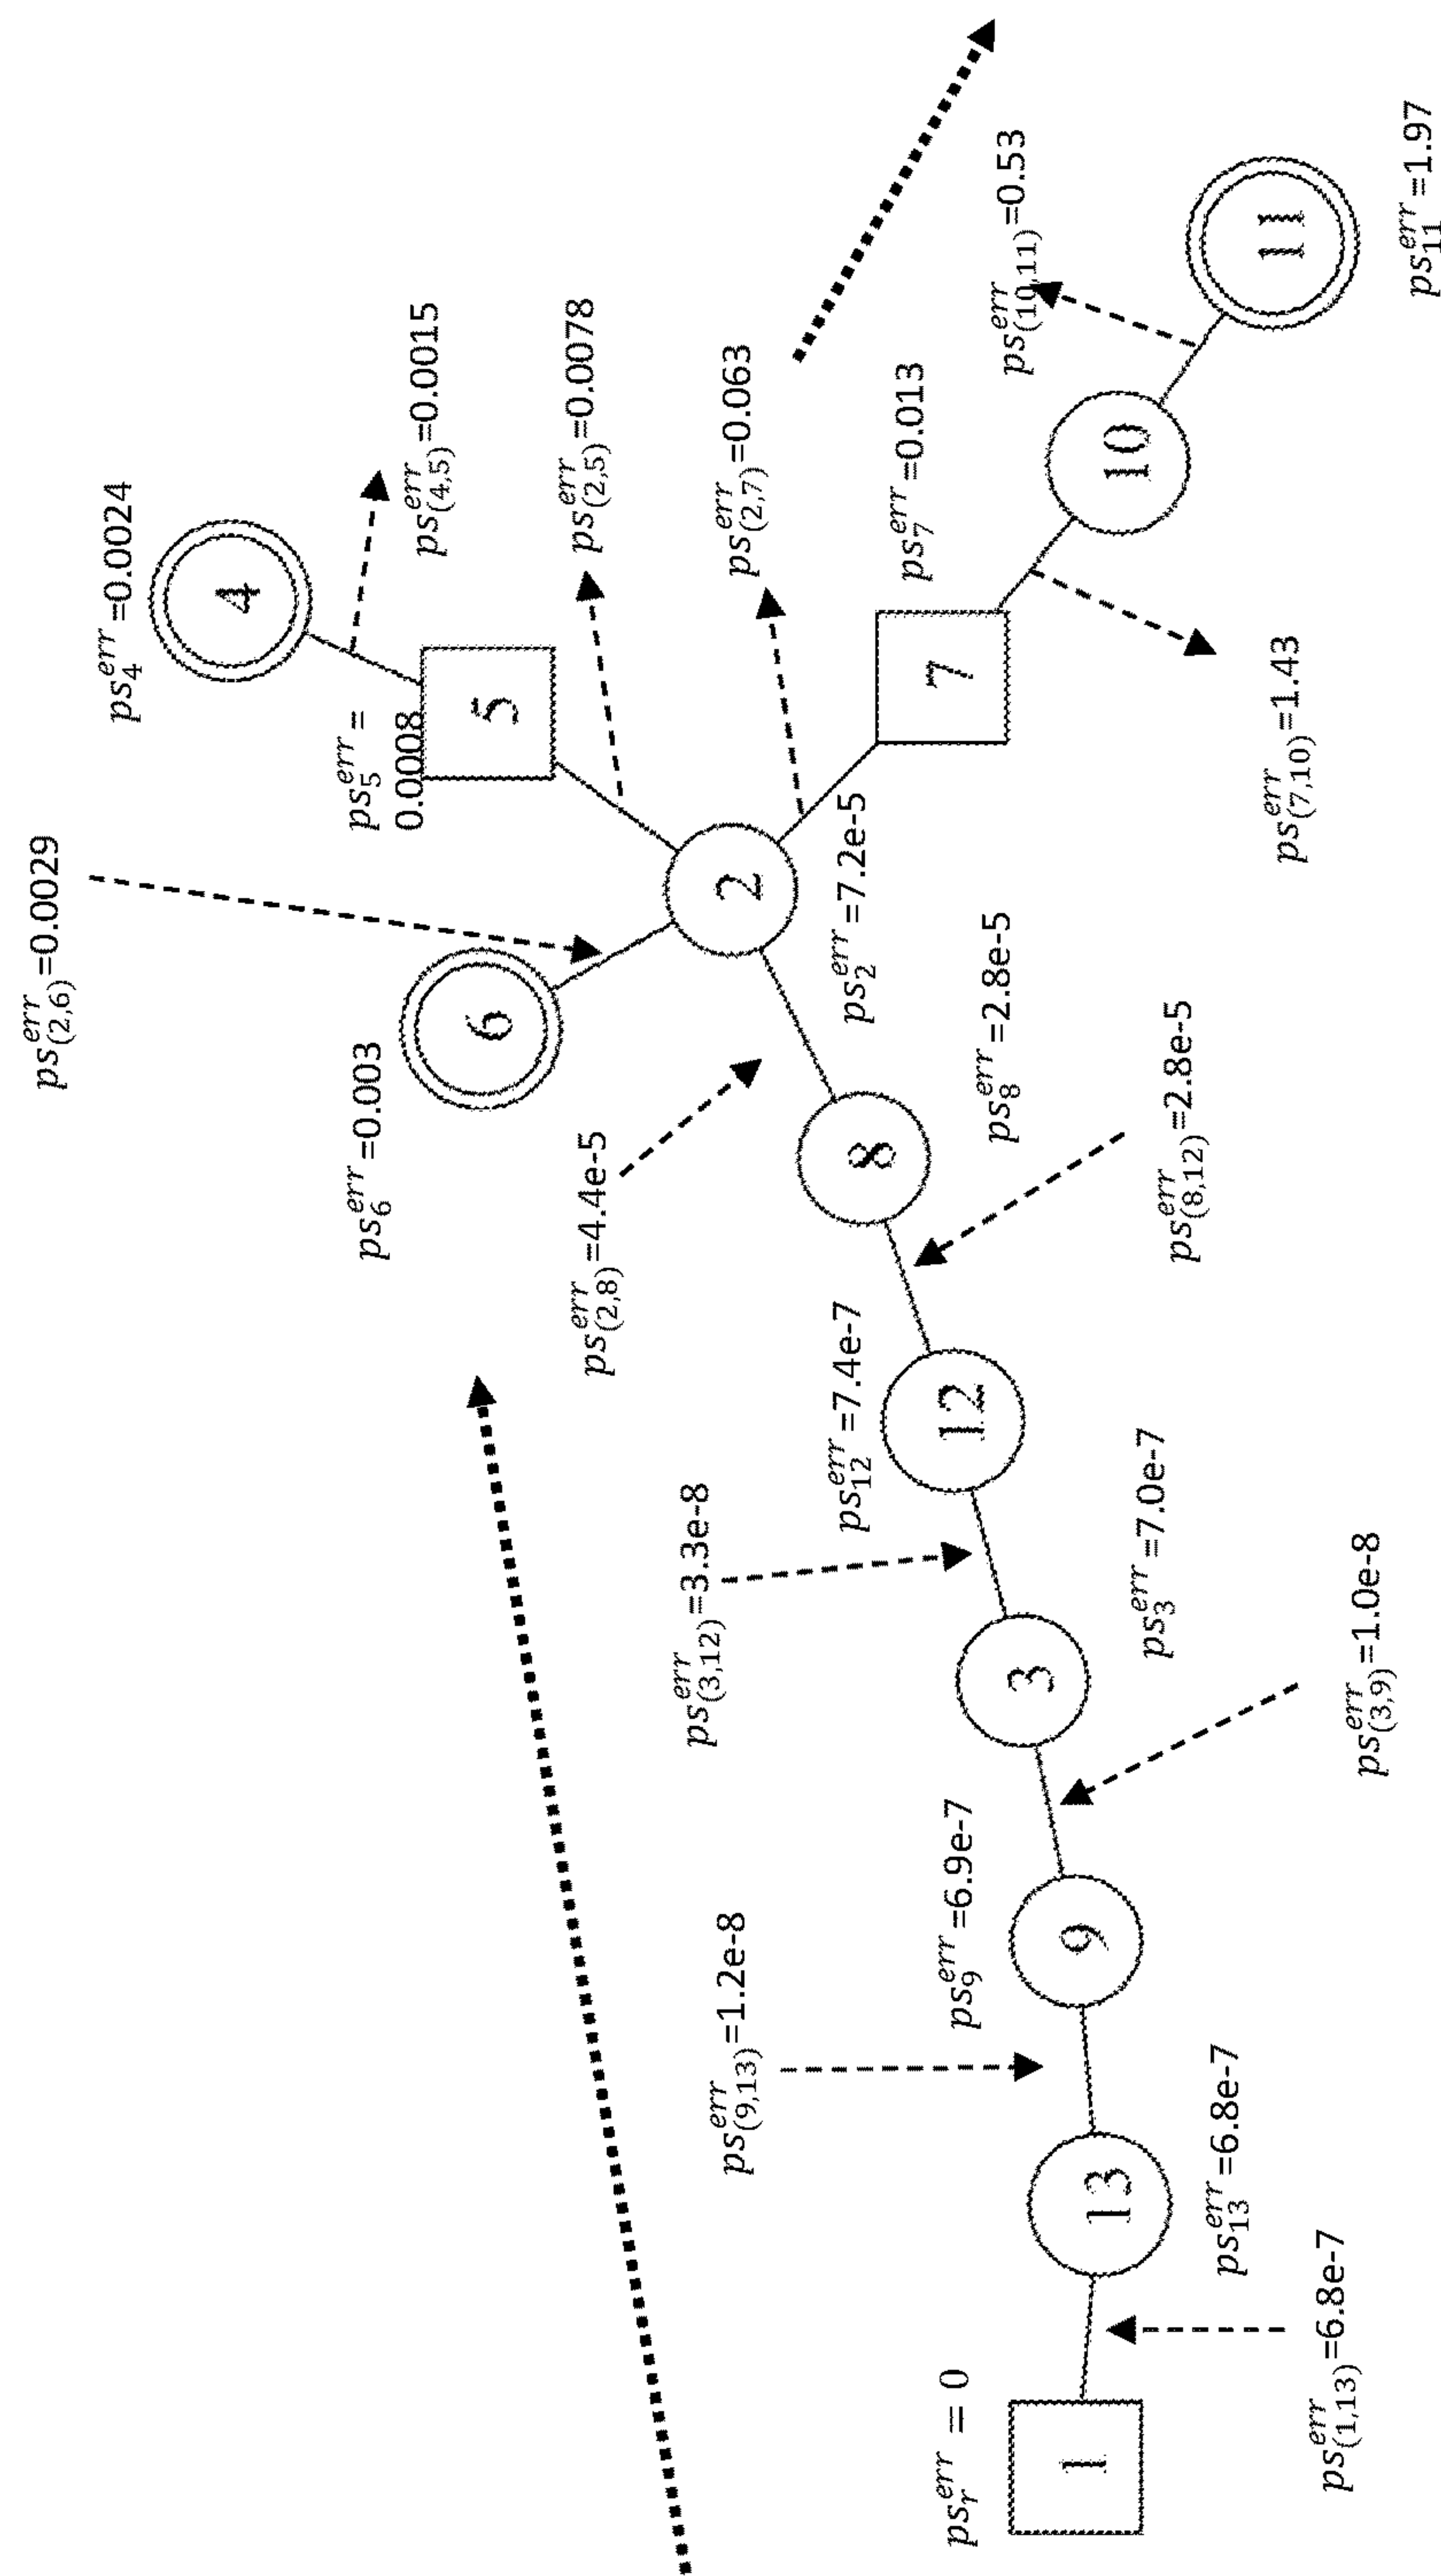 $ps_r^{err} = 0$
1
$ps_{(1,13)}^{err}$=6.8e-7
13
$ps_{13}^{err}$=6.8e-7
$ps_{(9,13)}^{err}$=1.2e-8
9
$ps_9^{err}$=6.9e-7
$ps_{(3,9)}^{err}$=1.0e-8
3
$ps_3^{err}$=7.0e-7
$ps_{(3,12)}^{err}$=3.3e-8
12
$ps_{12}^{err}$=7.4e-7
$ps_{(8,12)}^{err}$=2.8e-5
8
$ps_8^{err}$=2.8e-5
$ps_{(2,8)}^{err}$=4.4e-5
2
$ps_2^{err}$=7.2e-5
$ps_{(2,6)}^{err}$=0.0029
6
$ps_6^{err}$=0.003
$ps_{(2,5)}^{err}$=0.0078
5
$ps_5^{err}$ =
0.0008
$ps_{(4,5)}^{err}$=0.0015
4
$ps_4^{err}$=0.0024
$ps_{(2,7)}^{err}$=0.063
7
$ps_7^{err}$=0.013
$ps_{(7,10)}^{err}$=1.43
10
$ps_{(10,11)}^{err}$=0.53
11
$ps_{11}^{err}$=1.97